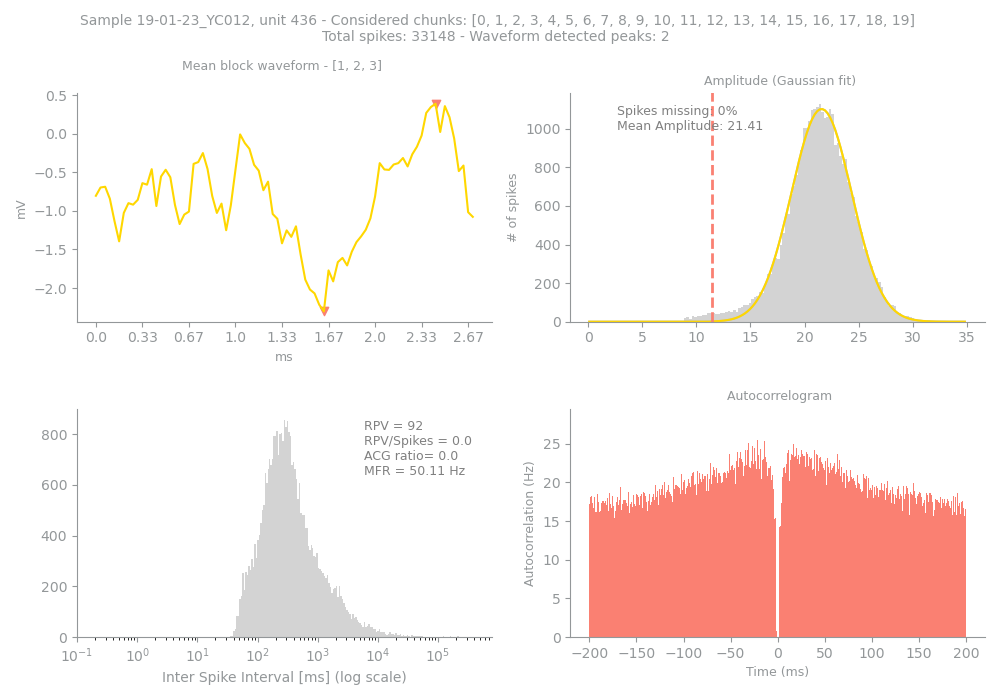 Sample 19-01-23_YC012, unit 436 - Considered chunks: [0, 1, 2, 3, 4, 5, 6, 7, 8, 9, 10, 11, 12, 13, 14, 15, 16, 17, 18, 19]
Total spikes: 33148 - Waveform detected peaks: 2
Mean block waveform - [1, 2, 3]
0.5
0.0
−0.5
−1.0
−1.5
−2.0
mV
0.0 0.33 0.67 1.0 1.33 1.67 2.0 2.33 2.67
ms
Amplitude (Gaussian fit)
Spikes missing: 0%
Mean Amplitude: 21.41
1000
800
600
400
200
0
# of spikes
0 5 10 15 20 25 30 35
800
600
400
200
0
RPV = 92
RPV/Spikes = 0.0
ACG ratio= 0.0
MFR = 50.11 Hz
10⁻¹ 10⁰ 10¹ 10² 10³ 10⁴ 10⁵
Inter Spike Interval [ms] (log scale)
Autocorrelogram
25
20
15
10
5
0
Autocorrelation (Hz)
−200 −150 −100 −50 0 50 100 150 200
Time (ms)